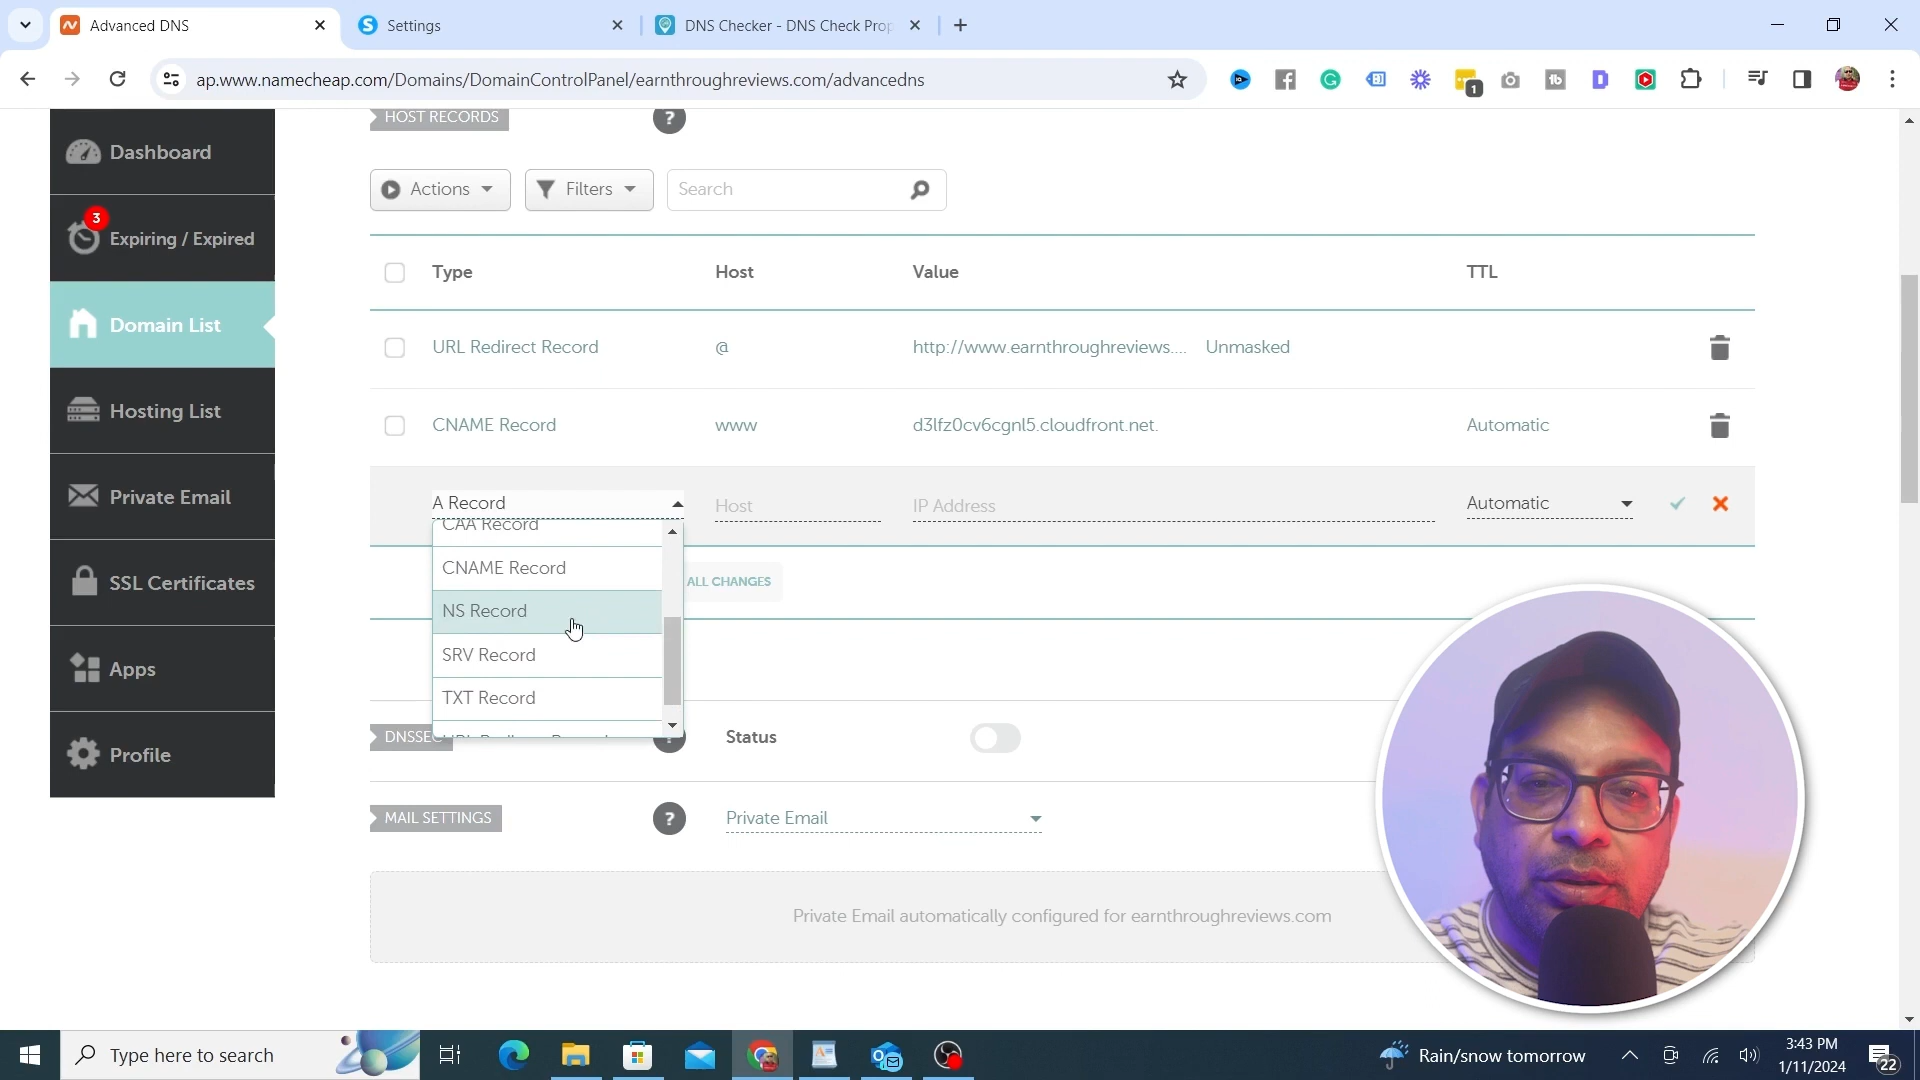 Advanced DNS
Settings
DNS Checker - DNS Check Prop
ap.www.namecheap.com/Domains/DomainControlPanel/earnthroughreviews.com/advancedns
1
HOST RECORDS
?
Dashboard
3
Expiring / Expired
Domain List
Hosting List
Private Email
SSL Certificates
Apps
Profile
Actions
Filters
Search
Type Host Value TTL
URL Redirect Record @ http://www.earnthroughreviews.... Unmasked
CNAME Record www d3lfz0cv6cgnl5.cloudfront.net. Automatic
A Record Host IP Address Automatic
CAA Record
CNAME Record
NS Record
SRV Record
TXT Record
ALL CHANGES
DNSSEC
Status
MAIL SETTINGS
?
Private Email
Private Email automatically configured for earnthroughreviews.com
Type here to search
Rain/snow tomorrow
3:43 PM
1/11/2024
22